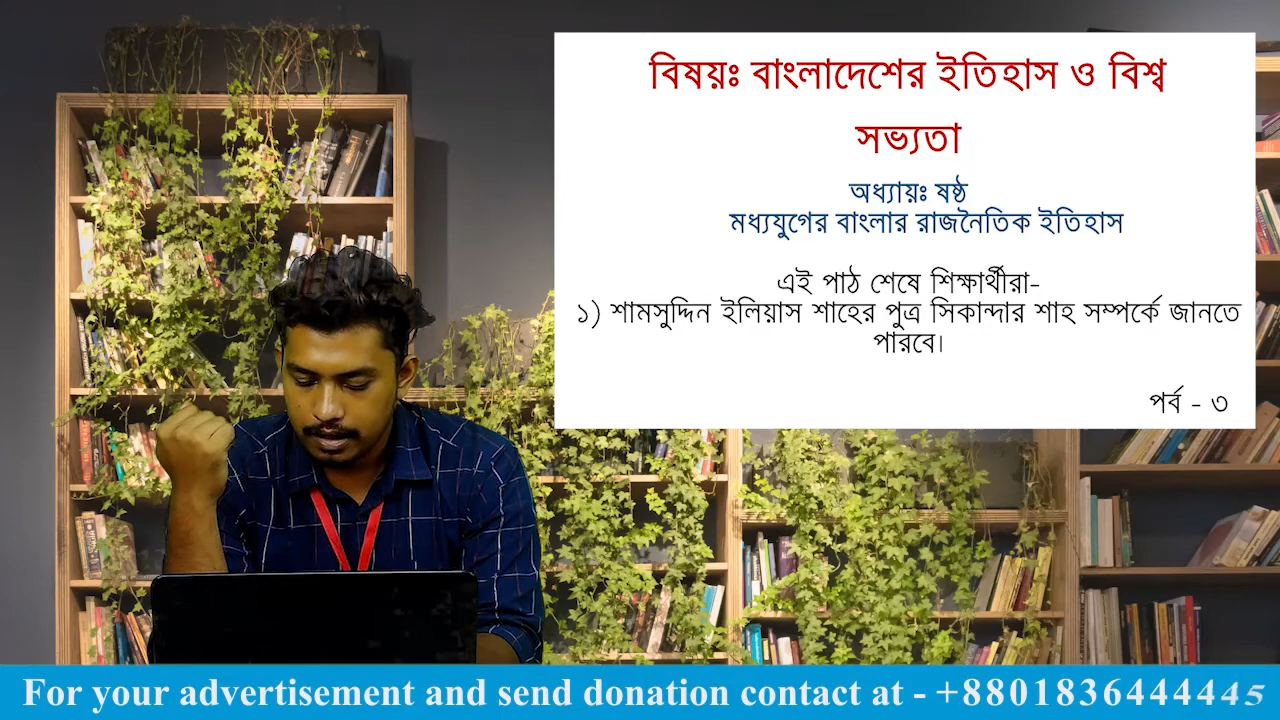 বিষয়ঃ বাংলাদেশের ইতিহাস ও বিশ্ব
সভ্যতা
অধ্যায়ঃ ষষ্ঠ
মধ্যযুগের বাংলার রাজনৈতিক ইতিহাস
এই পাঠ শেষে শিক্ষার্থীরা-
১) শামসুদ্দিন ইলিয়াস শাহের পুত্র সিকান্দার শাহ সম্পর্কে জানতে
পারবে।
পর্ব - ৩
For your advertisement and send donation contact at - +8801836444445